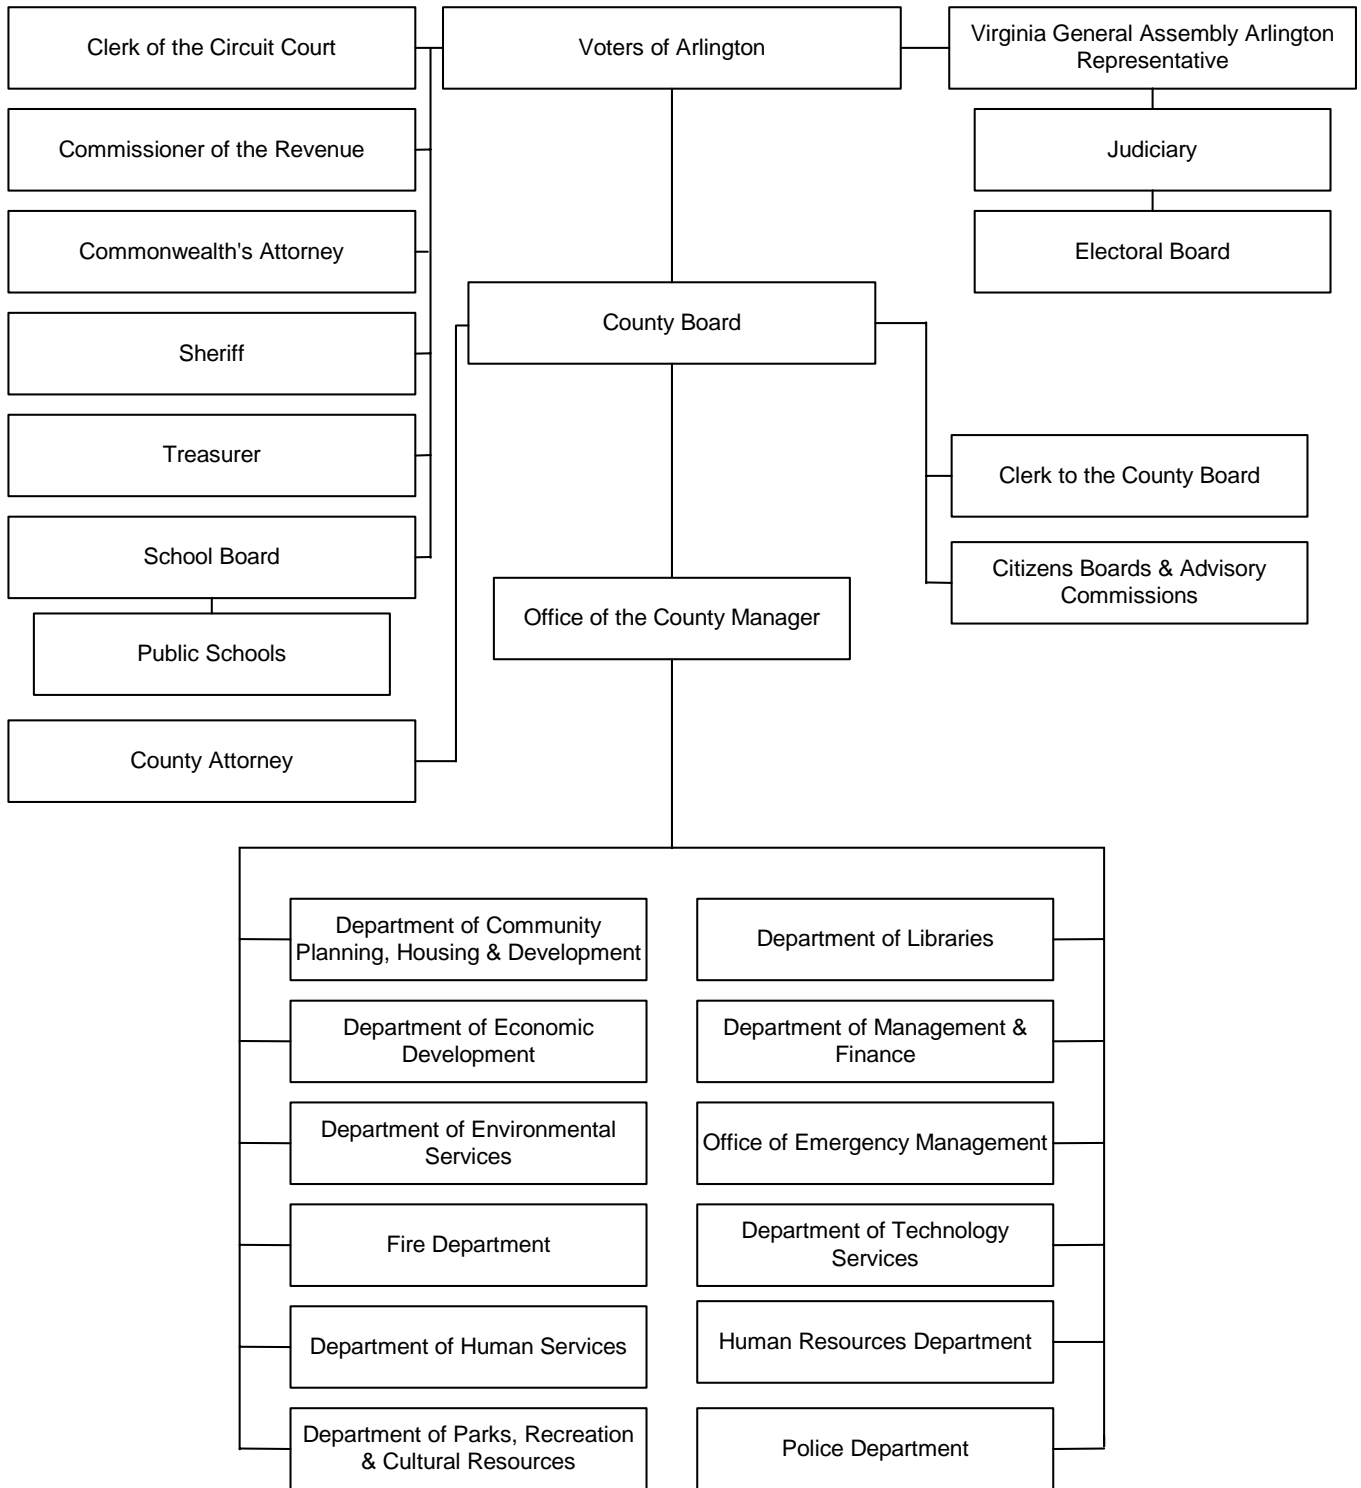 Clerk of the Circuit Court
Voters of Arlington
Virginia General Assembly Arlington
Representative
Commissioner of the Revenue
Judiciary
Commonwealth's Attorney
Electoral Board
County Board
Sheriff
Treasurer
Clerk to the County Board
School Board
Citizens Boards & Advisory
Commissions
Office of the County Manager
Public Schools
County Attorney
Department of Community
Planning, Housing & Development
Department of Libraries
Department of Economic
Development
Department of Management &
Finance
Department of Environmental
Services
Office of Emergency Management
Fire Department
Department of Technology
Services
Department of Human Services
Human Resources Department
Department of Parks, Recreation
& Cultural Resources
Police Department